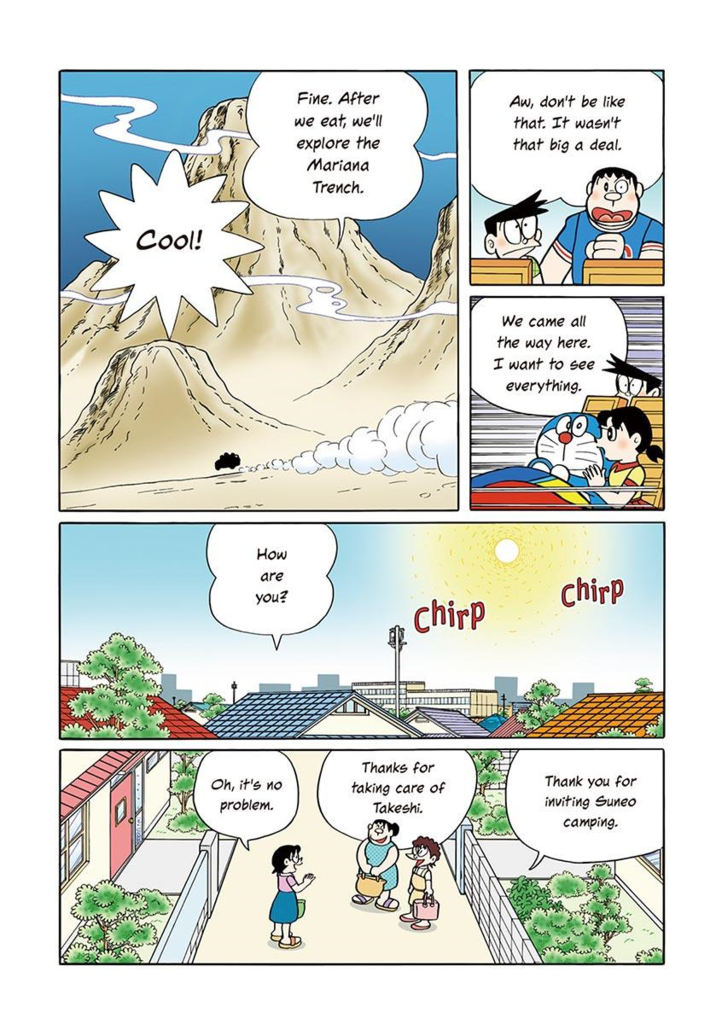 Aw, don't be like
that. It wasn't
that big a deal.
We came all
the way here.
I want to see
everything.
Fine. After
we eat, we'll
explore the
Mariana
Trench.
Cool!
Chirp
Chirp
How
are
you?
Thank you for
inviting Suneo
camping.
Thanks for
taking care of
Takeshi.
Oh, it's no
problem.